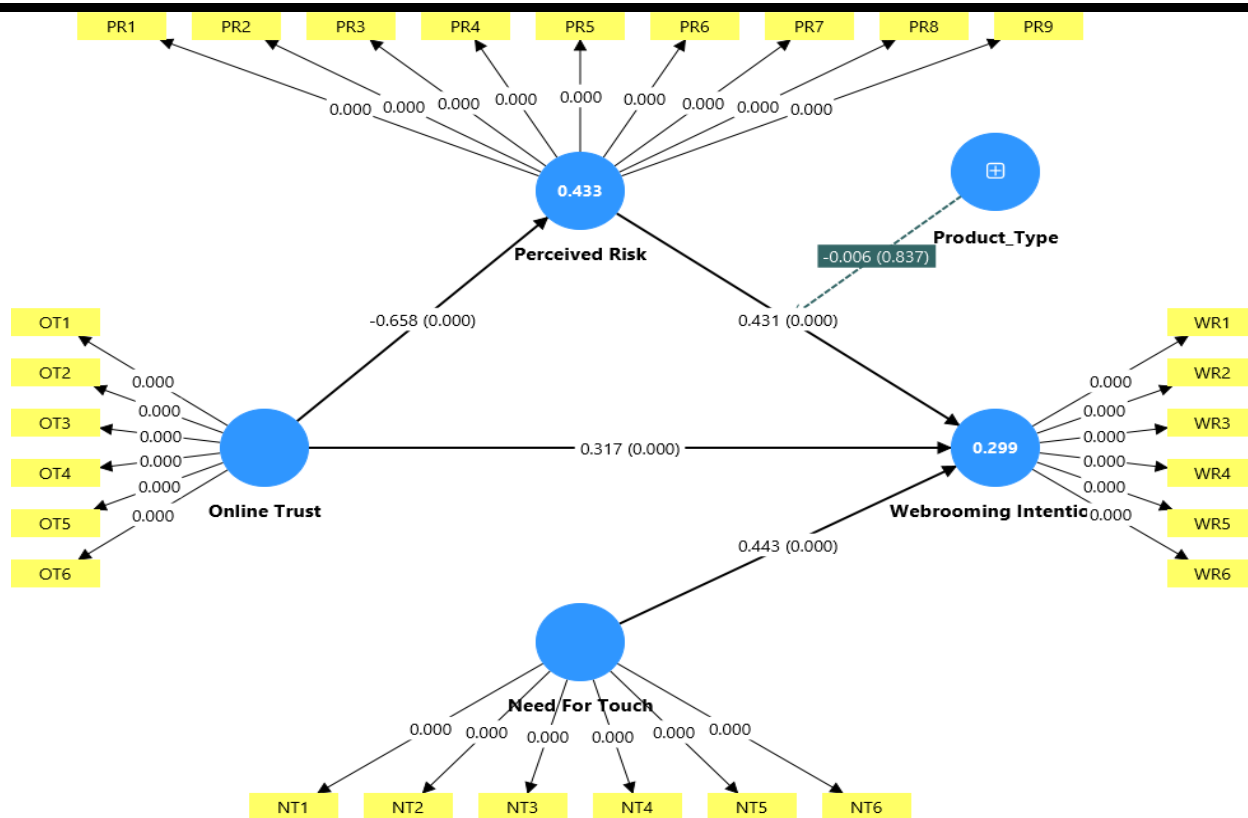 PR1 PR2 PR3 PR4 PR5 PR6 PR7 PR8 PR9
0.000 0.000 0.000 0.000 0.000 0.000 0.000 0.000 0.000
0.433
Perceived Risk
Product_Type
-0.006 (0.837)
-0.658 (0.000)
0.431 (0.000)
OT1
OT2
OT3
OT4
OT5
OT6
0.000
0.000
0.000
0.000
0.000
0.000
Online Trust
0.317 (0.000)
0.299
Webrooming Intentio
0.000
0.000
0.000
0.000
0.000
0.000
WR1
WR2
WR3
WR4
WR5
WR6
0.443 (0.000)
Need For Touch
0.000 0.000 0.000 0.000 0.000 0.000
NT1 NT2 NT3 NT4 NT5 NT6